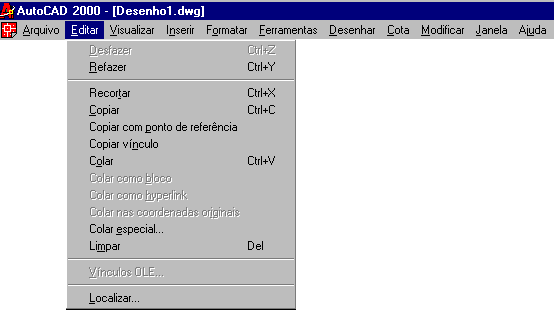 AutoCAD 2000 - [Desenho1.dwg]
Arquivo Editar Visualizar Inserir Formatar Ferramentas Desenhar Cota Modificar Janela Ajuda
Desfazer Ctrl+Z
Refazer Ctrl+Y
Recortar Ctrl+X
Copiar Ctrl+C
Copiar com ponto de referência
Copiar vínculo
Colar Ctrl+V
Colar como bloco
Colar como hyperlink
Colar nas coordenadas originais
Colar especial...
Limpar Del
Vínculos OLE...
Localizar...